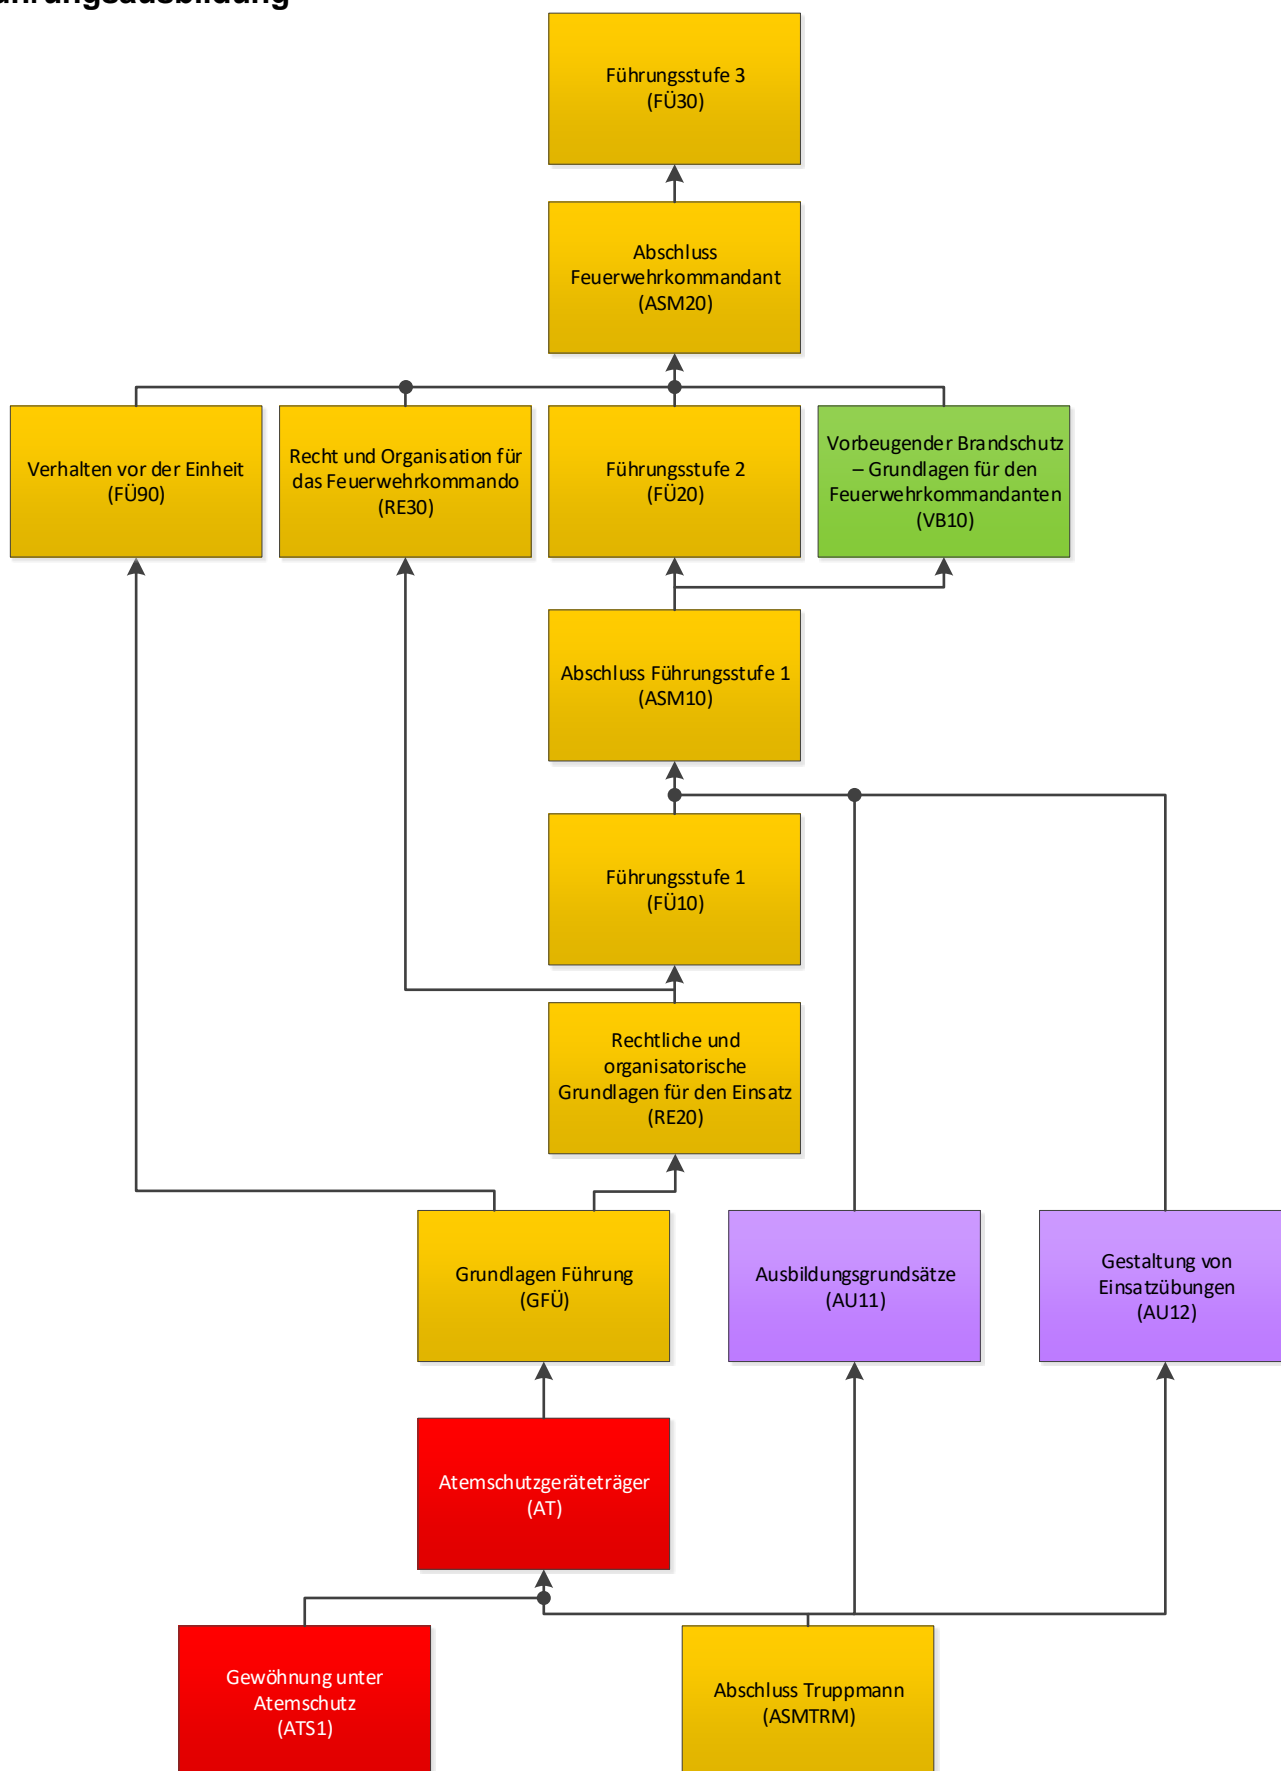 ührungsausbildung
Führungsstufe 3
(FÜ30)
Abschluss
Feuerwehrkommandant
(ASM20)
Verhalten vor der Einheit
(FÜ90)
Recht und Organisation für
das Feuerwehrkommando
(RE30)
Führungsstufe 2
(FÜ20)
Vorbeugender Brandschutz
– Grundlagen für den
Feuerwehrkommandanten
(VB10)
Abschluss Führungsstufe 1
(ASM10)
Führungsstufe 1
(FÜ10)
Rechtliche und
organisatorische
Grundlagen für den Einsatz
(RE20)
Grundlagen Führung
(GFÜ)
Ausbildungsgrundsätze
(AU11)
Gestaltung von
Einsatzübungen
(AU12)
Atemschutzgeräteträger
(AT)
Gewöhnung unter
Atemschutz
(ATS1)
Abschluss Truppmann
(ASMTRM)